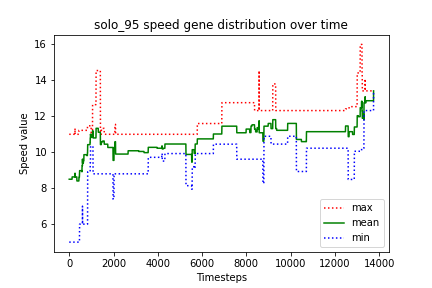 solo_95 speed gene distribution over time
16
14
12
10
8
6
Speed value
0
2000
4000
6000
8000
10000
12000
14000
Timesteps
max
mean
min